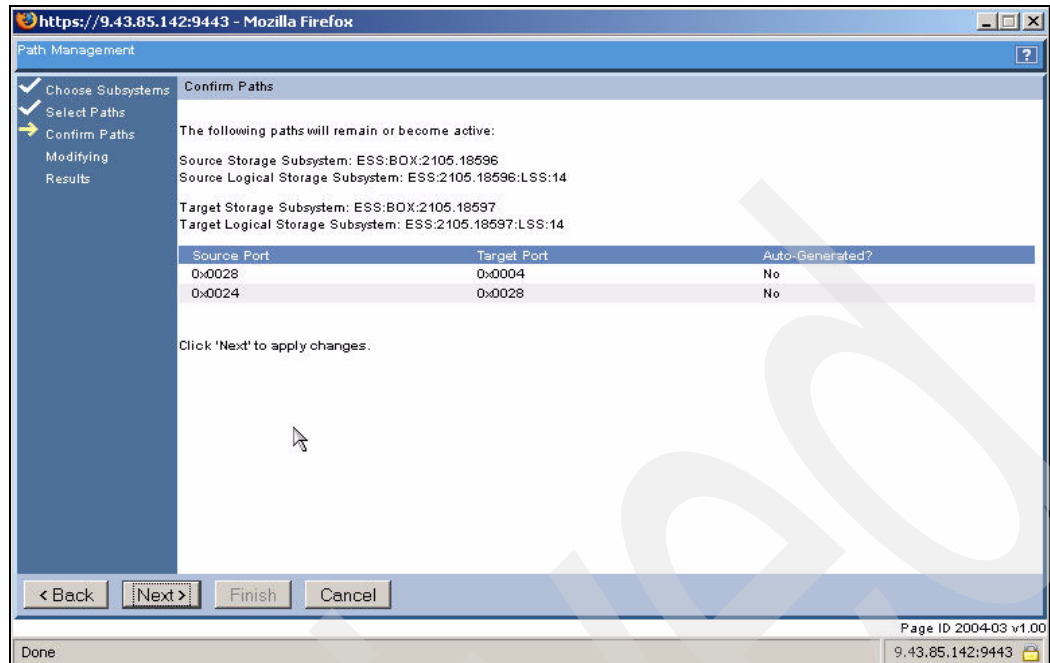 https://9.43.85.142:9443 - Mozilla Firefox
Path Management
?
Choose Subsystems
Select Paths
Confirm Paths
Modifying
Results
Confirm Paths
The following paths will remain or become active:
Source Storage Subsystem: ESS:BOX:2105.18596
Source Logical Storage Subsystem: ESS:2105.18596:LSS:14
Target Storage Subsystem: ESS:BOX:2105.18597
Target Logical Storage Subsystem: ESS:2105.18597:LSS:14
Source Port Target Port Auto-Generated?
0x0028 0x0004 No
0x0024 0x0028 No
Click 'Next' to apply changes.
< Back Next > Finish Cancel
Page ID 2004-03 v1.00
Done 9.43.85.142:9443